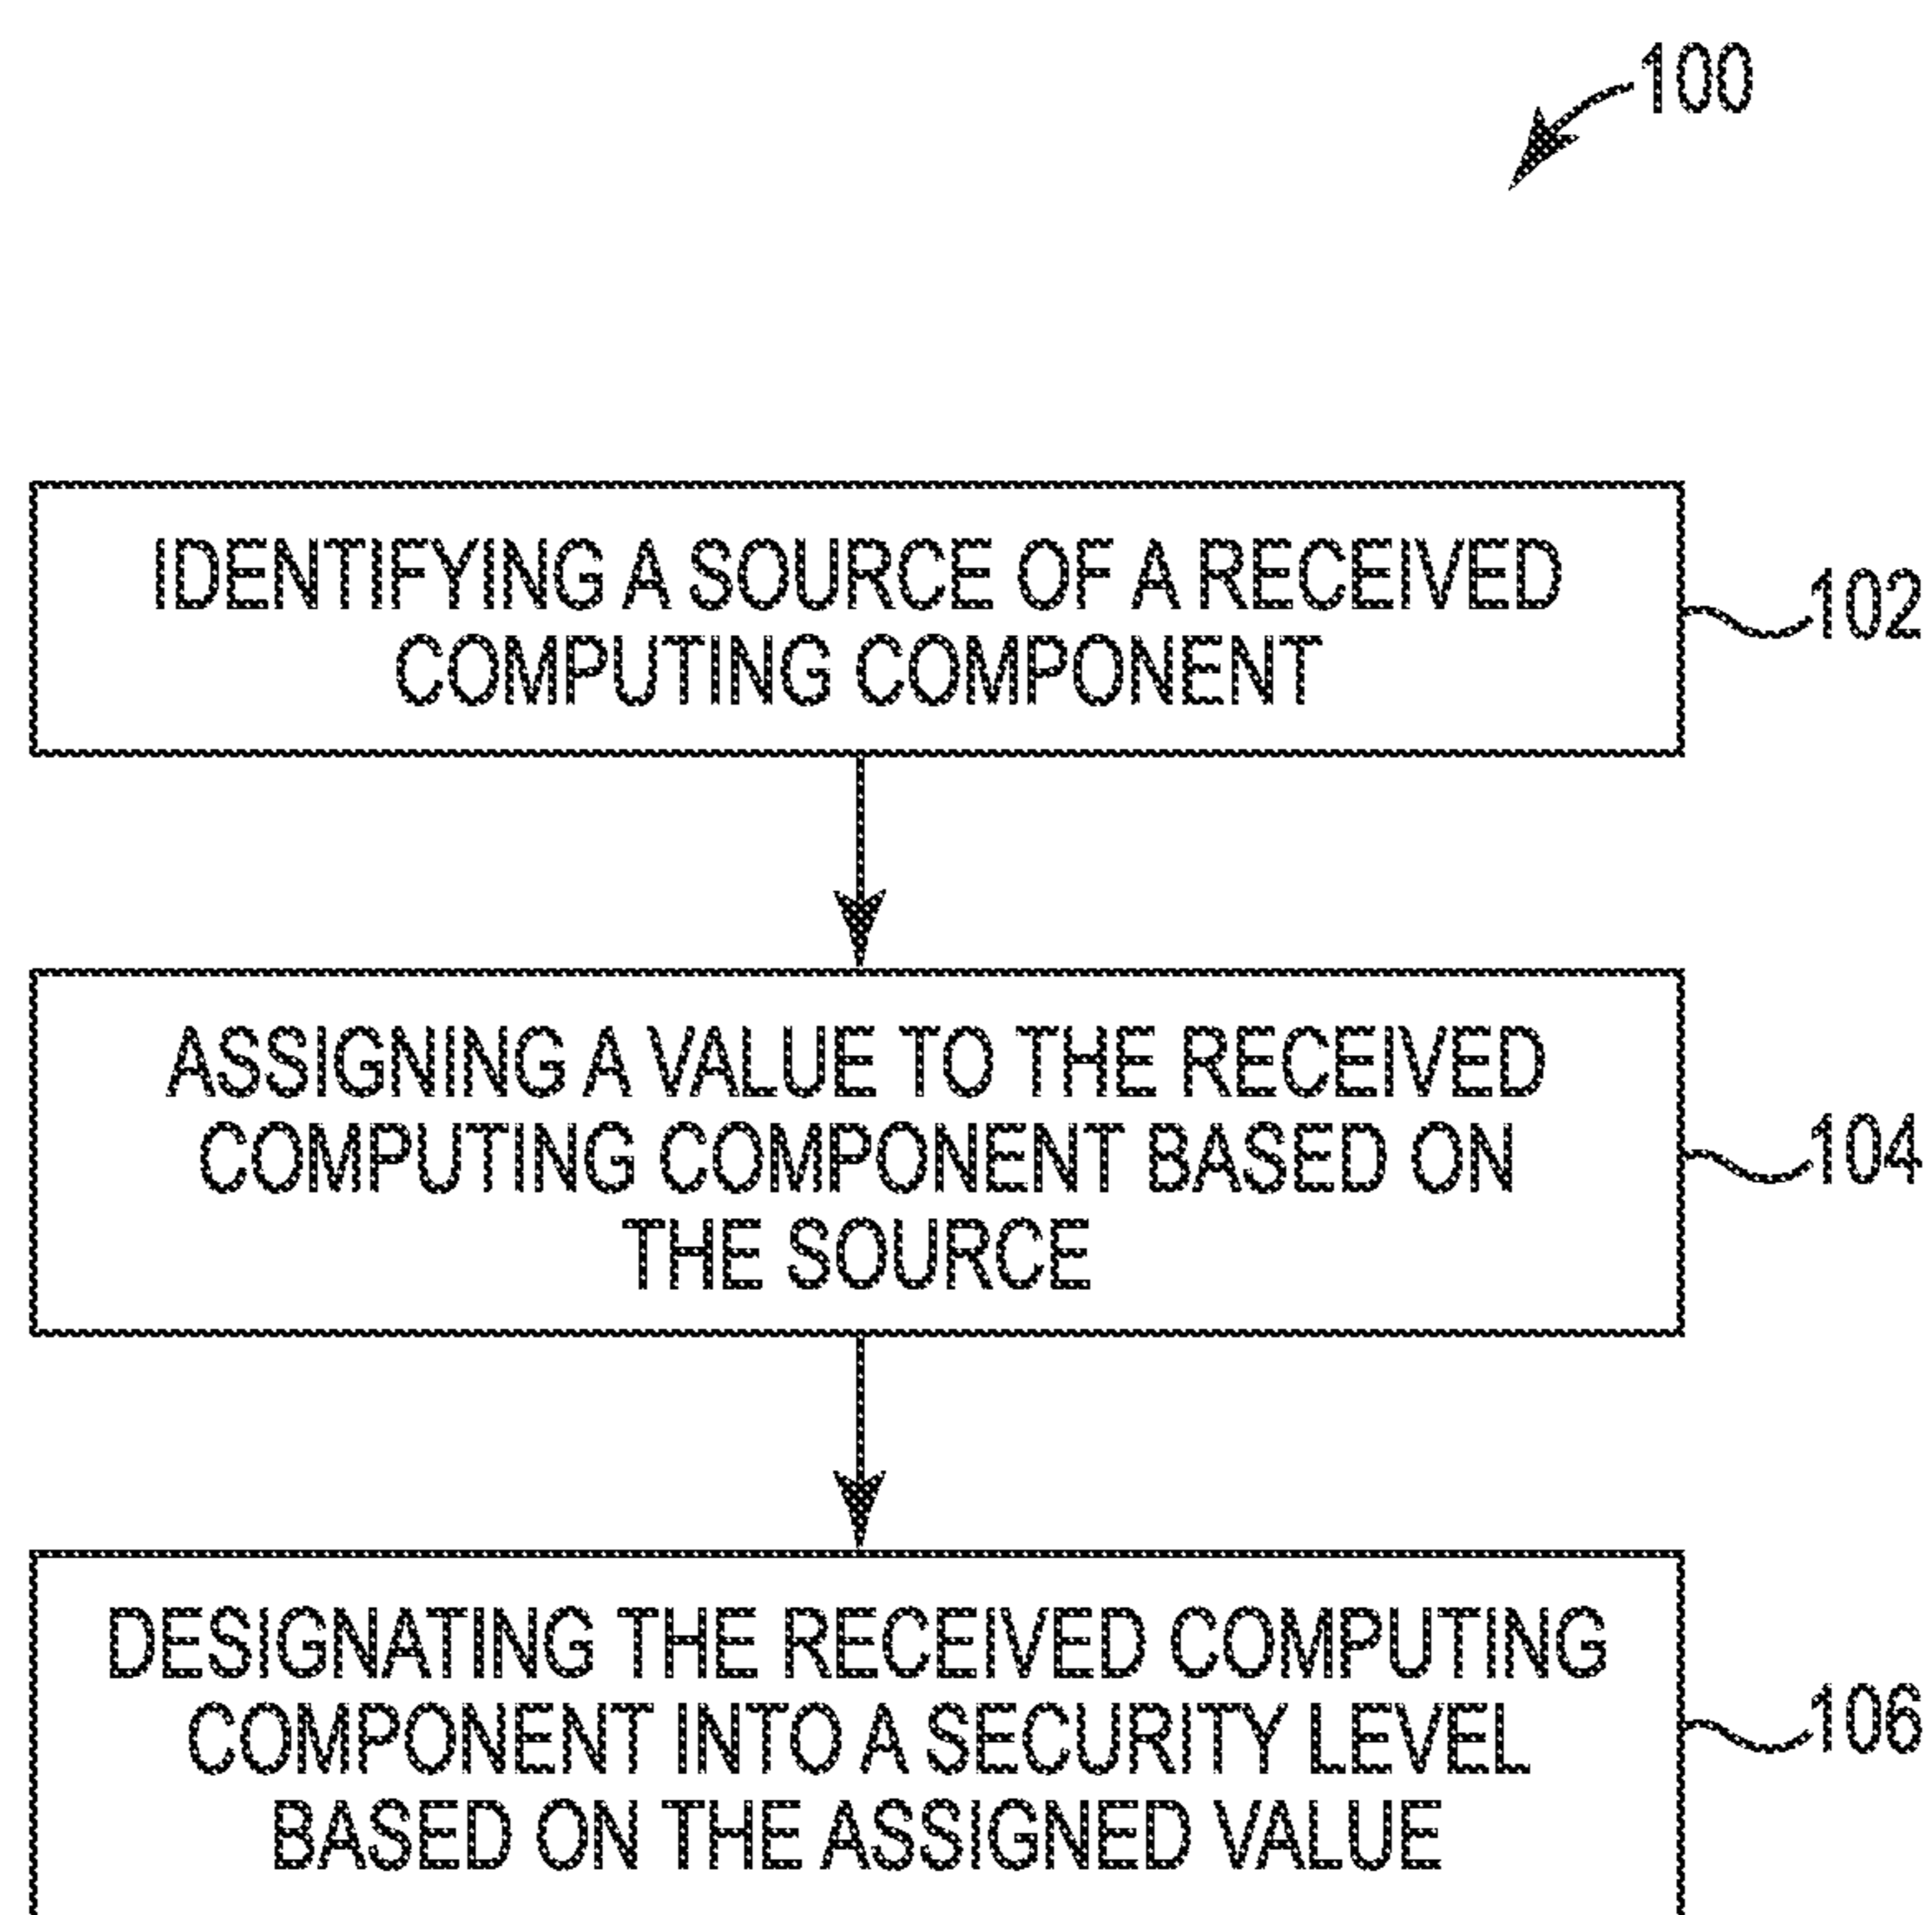 100
IDENTIFYING A SOURCE OF A RECEIVED
COMPUTING COMPONENT
102
ASSIGNING A VALUE TO THE RECEIVED
COMPUTING COMPONENT BASED ON
THE SOURCE
104
DESIGNATING THE RECEIVED COMPUTING
COMPONENT INTO A SECURITY LEVEL
BASED ON THE ASSIGNED VALUE
106